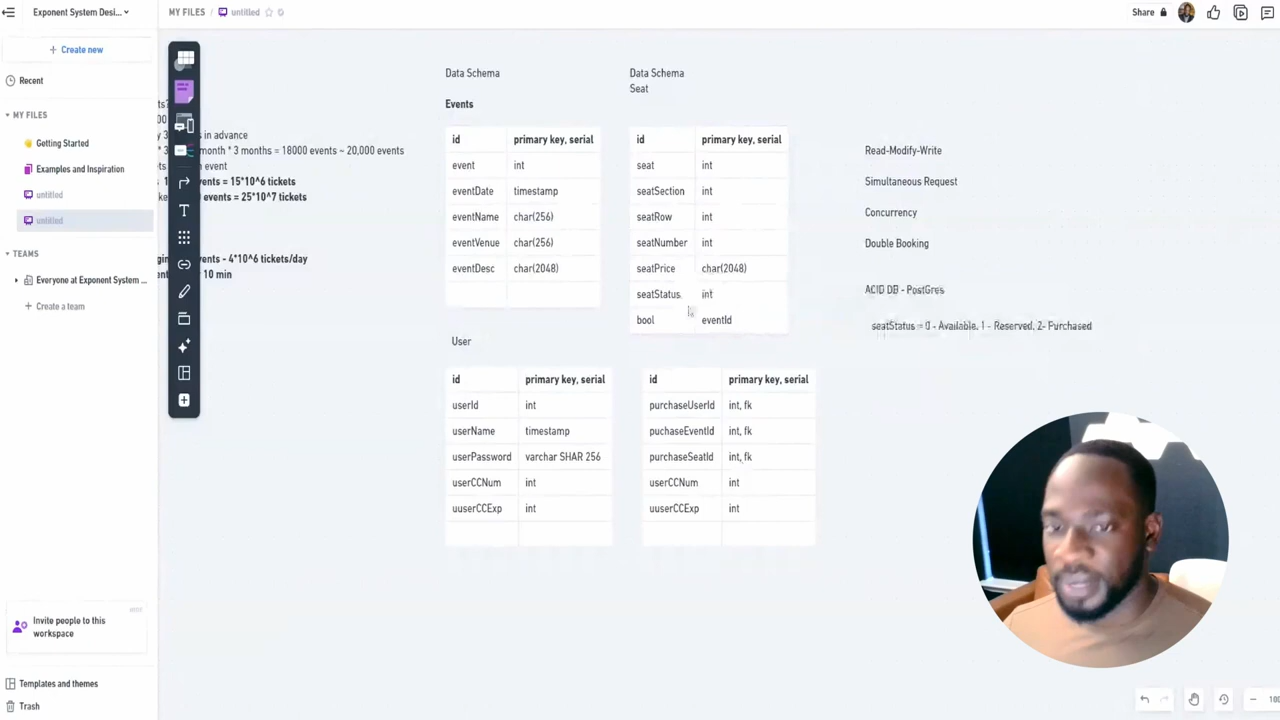 Exponent System Desi...
MY FILES / untitled
Share
+ Create new
Recent
MY FILES
Getting Started
Examples and Inspiration
untitled
untitled
TEAMS
Everyone at Exponent System ...
Create a team
Invite people to this
workspace
Templates and themes
Trash
in advance
* 3 month * 3 months = 18000 events ~ 20,000 events
event
vents = 15*10^6 tickets
events = 25*10^7 tickets
- 4*10^6 tickets/day
10 min
Data Schema
Events
id primary key, serial
event int
eventDate timestamp
eventName char(256)
eventVenue char(256)
eventDesc char(2048)
Data Schema
Seat
id primary key, serial
seat int
seatSection int
seatRow int
seatNumber int
seatPrice char(2048)
seatStatus int
bool eventId
User
id primary key, serial
userId int
userName timestamp
userPassword varchar SHAR 256
userCCNum int
uuserCCExp int
id primary key, serial
purchaseUserId int, fk
puchaseEventId int, fk
purchaseSeatId int, fk
userCCNum int
uuserCCExp int
Read-Modify-Write
Simultaneous Request
Concurrency
Double Booking
ACID DB - PostGres
seatStatus = 0 - Available, 1 - Reserved, 2- Purchased